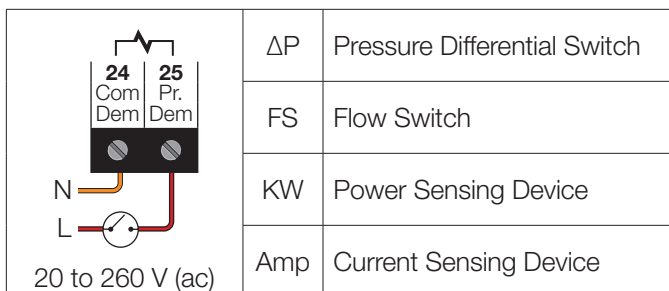 24 25
Com Pr.
Dem Dem
N
L
20 to 260 V (ac)
ΔP Pressure Differential Switch
FS Flow Switch
KW Power Sensing Device
Amp Current Sensing Device